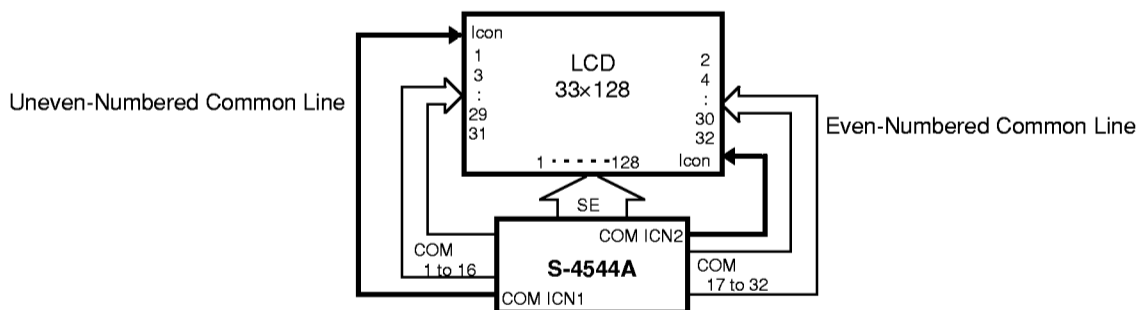 Icon
1
3
:
29
31
LCD
33×128
2
4
:
30
32
Icon
1 - - - - - 128
Uneven-Numbered Common Line
Even-Numbered Common Line
SE
COM ICN2
S-4544A
COM ICN1
COM
1 to 16
COM
17 to 32